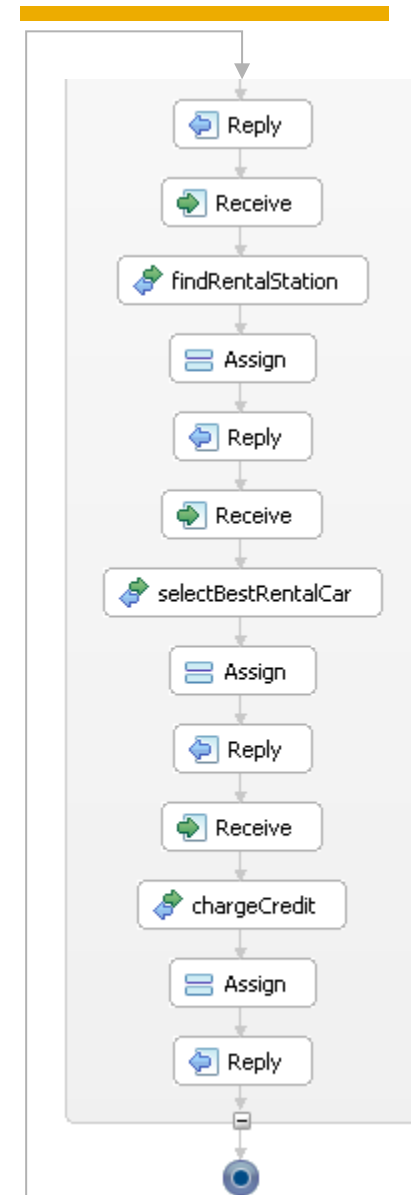 Reply
Receive
findRentalStation
Assign
Reply
Receive
selectBestRentalCar
Assign
Reply
Receive
chargeCredit
Assign
Reply